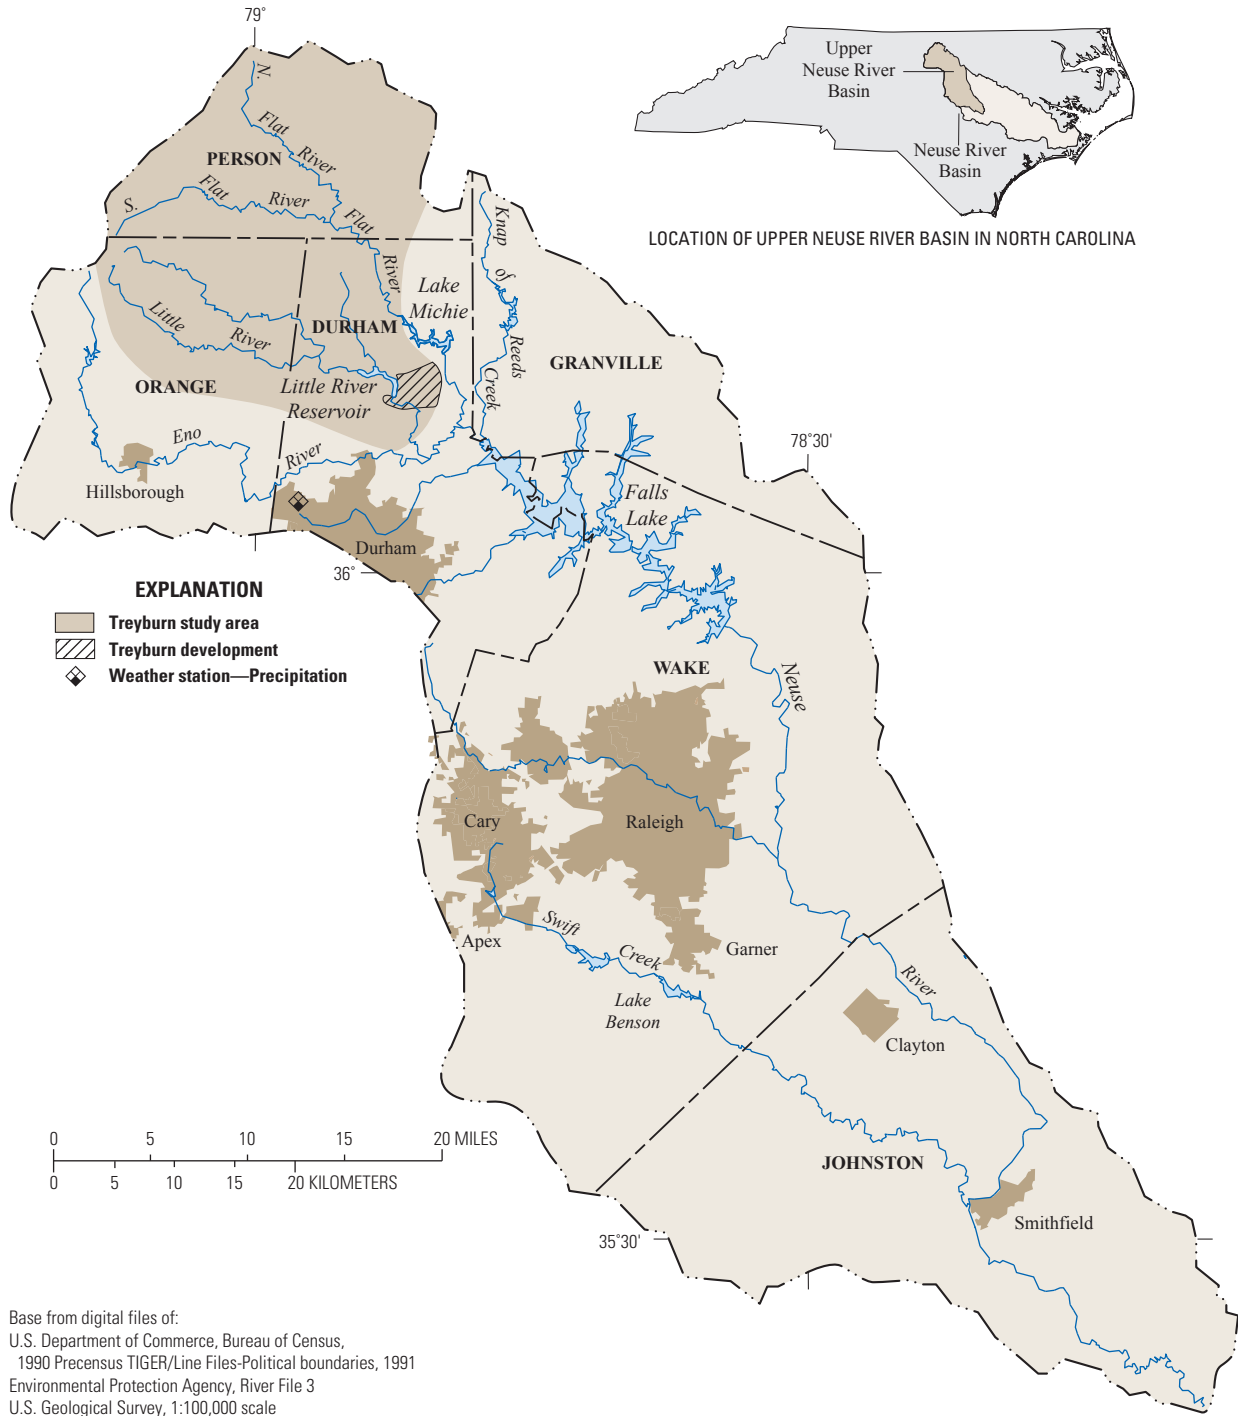 79°
Upper
Neuse River
Basin
Neuse River
Basin
LOCATION OF UPPER NEUSE RIVER BASIN IN NORTH CAROLINA
N.
Flat
River
PERSON
S.
Flat
River
Flat
River
Knap
of
Reeds
Creek
Lake
Michie
Little
River
DURHAM
GRANVILLE
ORANGE
Little River
Reservoir
Eno
River
Hillsborough
78°30'
Falls
Lake
Durham
36°
EXPLANATION
Treyburn study area
Treyburn development
Weather station—Precipitation
WAKE
Neuse
Cary
Raleigh
Apex
Swift
Creek
Garner
Lake
Benson
River
Clayton
0 5 10 15 20 MILES
0 5 10 15 20 KILOMETERS
JOHNSTON
Smithfield
35°30'
Base from digital files of:
U.S. Department of Commerce, Bureau of Census,
1990 Precensus TIGER/Line Files-Political boundaries, 1991
Environmental Protection Agency, River File 3
U.S. Geological Survey, 1:100,000 scale